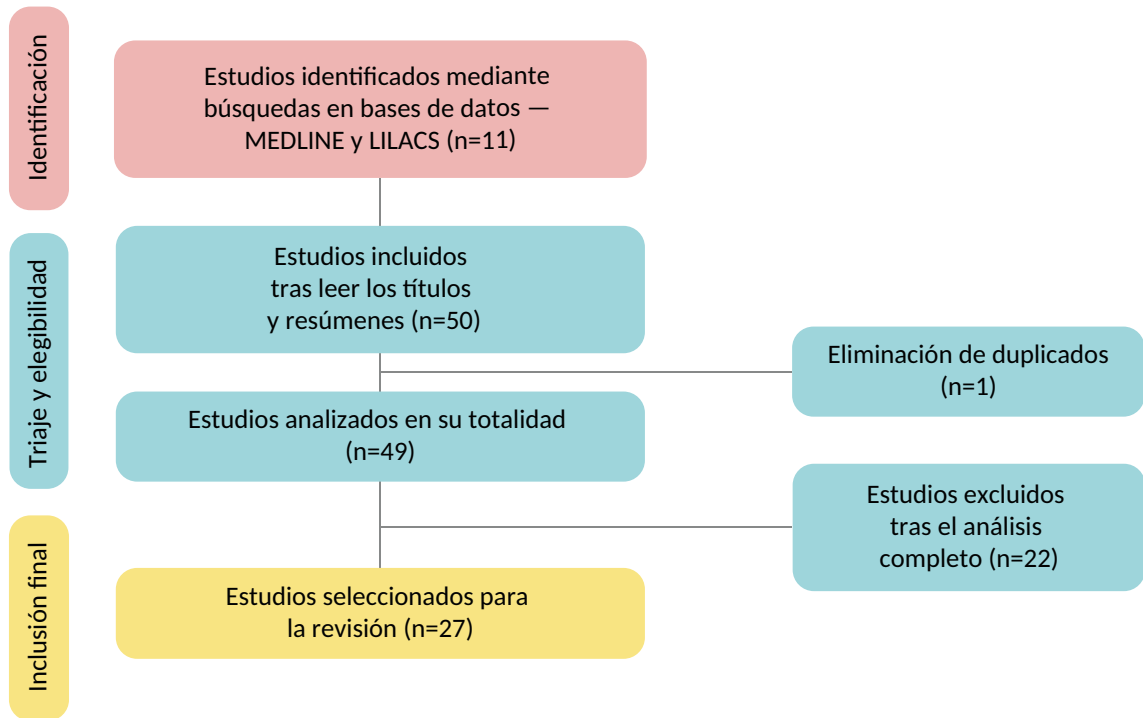 Identificación
Estudios identificados mediante
búsquedas en bases de datos —
MEDLINE y LILACS (n=11)
Triaje y elegibilidad
Estudios incluidos
tras leer los títulos
y resúmenes (n=50)
Eliminación de duplicados
(n=1)
Estudios analizados en su totalidad
(n=49)
Estudios excluidos
tras el análisis
completo (n=22)
Inclusión final
Estudios seleccionados para
la revisión (n=27)